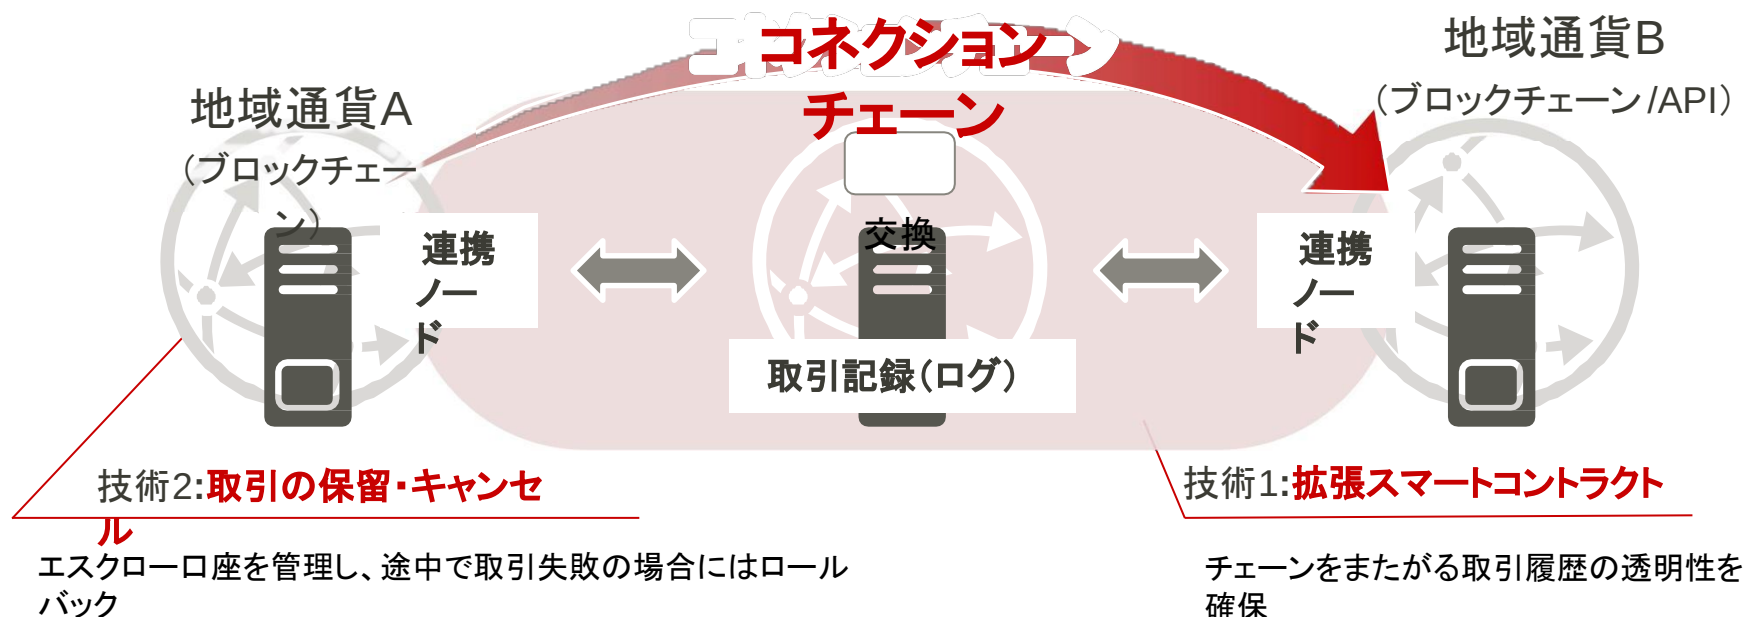 コネクション
チェーン
地域通貨A
（ブロックチェー
ン）
地域通貨B
（ブロックチェーン/API）
交換
連携
ノー
ド
連携
ノー
ド
取引記録（ログ）
技術2:取引の保留・キャンセ
ル
エスクロー口座を管理し、途中で取引失敗の場合にはロール
バック
技術1:拡張スマートコントラクト
チェーンをまたがる取引履歴の透明性を
確保